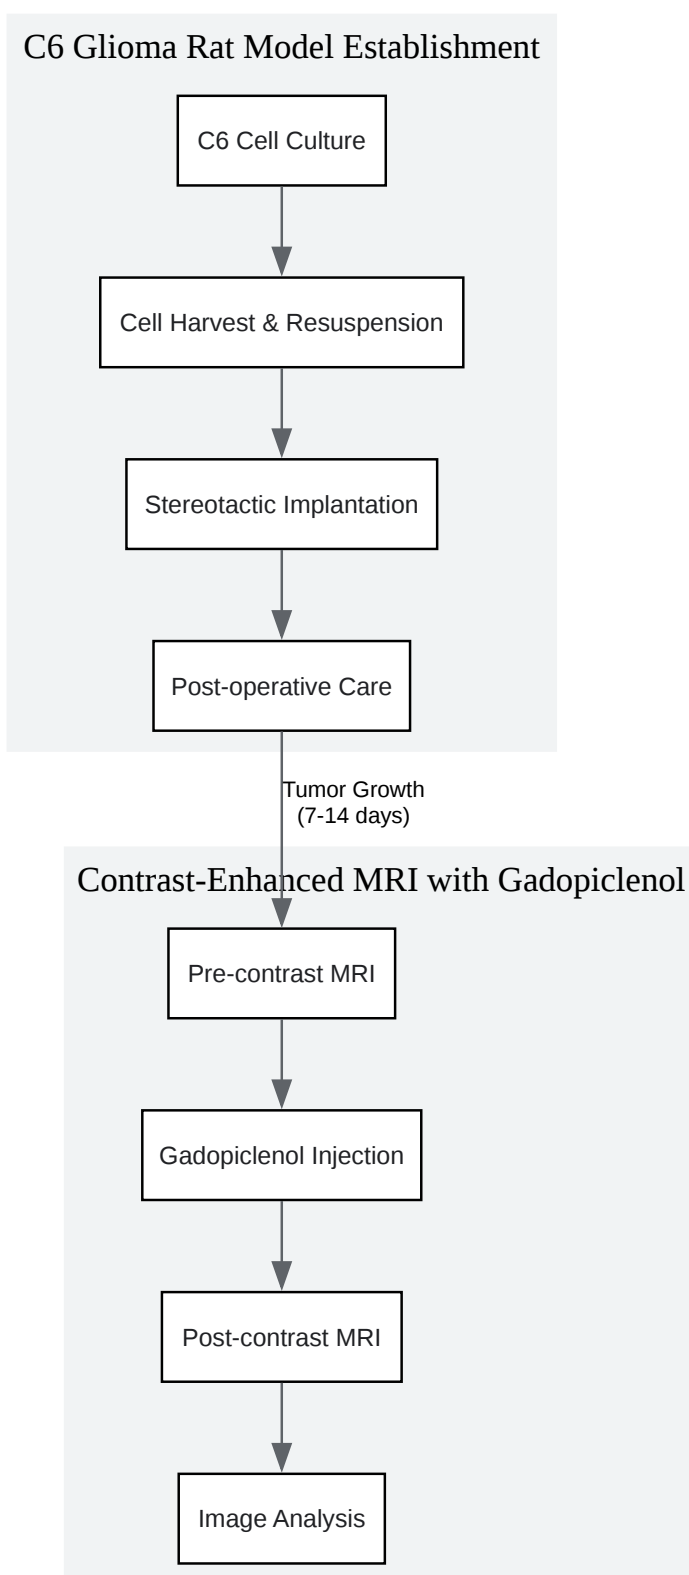 C6 Glioma Rat Model Establishment
C6 Cell Culture
Cell Harvest & Resuspension
Stereotactic Implantation
Post-operative Care
Tumor Growth
(7-14 days)
Contrast-Enhanced MRI with Gadopiclenol
Pre-contrast MRI
Gadopiclenol Injection
Post-contrast MRI
Image Analysis